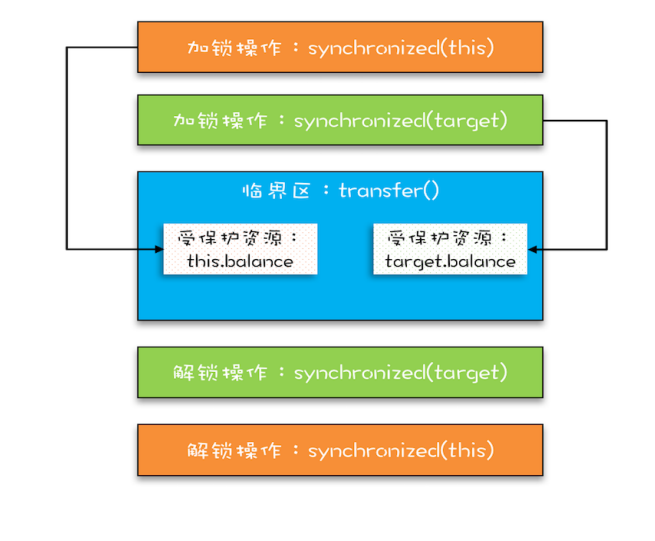 加锁操作：synchronized(this)
加锁操作：synchronized(target)
临界区：transfer()
受保护资源：
this.balance
受保护资源：
target.balance
解锁操作：synchronized(target)
解锁操作：synchronized(this)